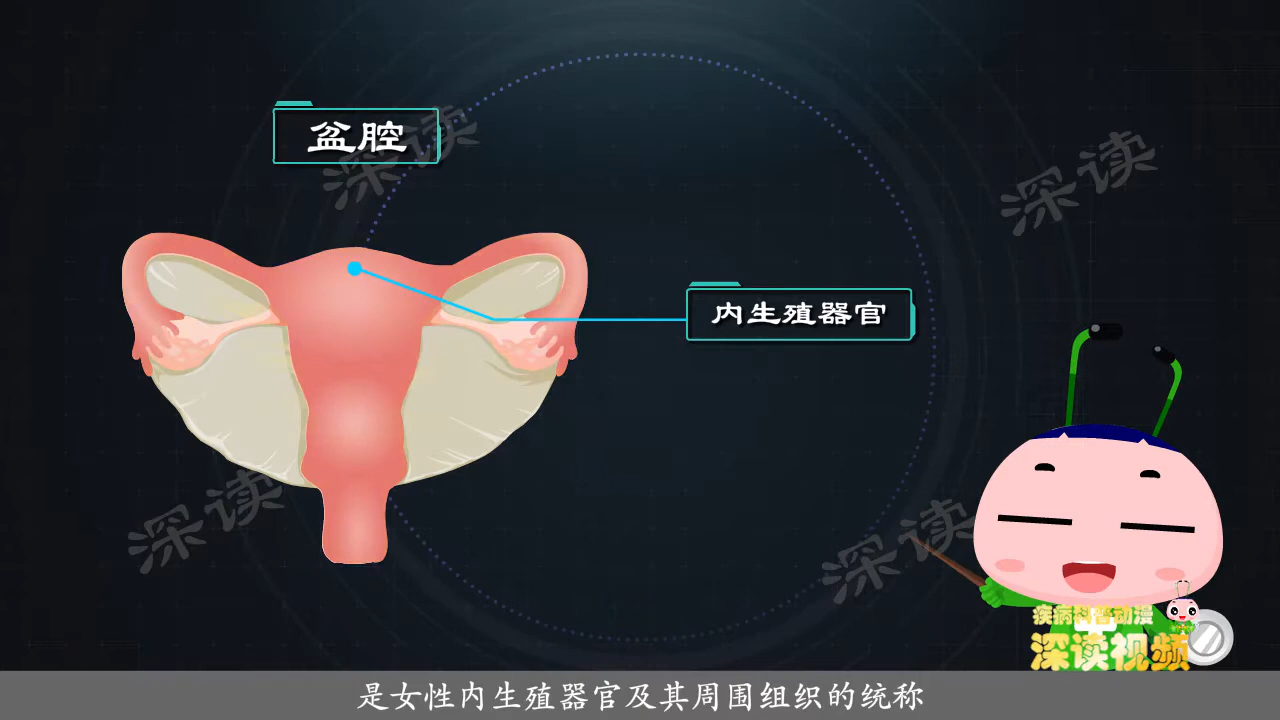 盆腔
深读
深读
内生殖器官
深读
深读
疾病科普动漫
深读视频
是女性内生殖器官及其周围组织的统称